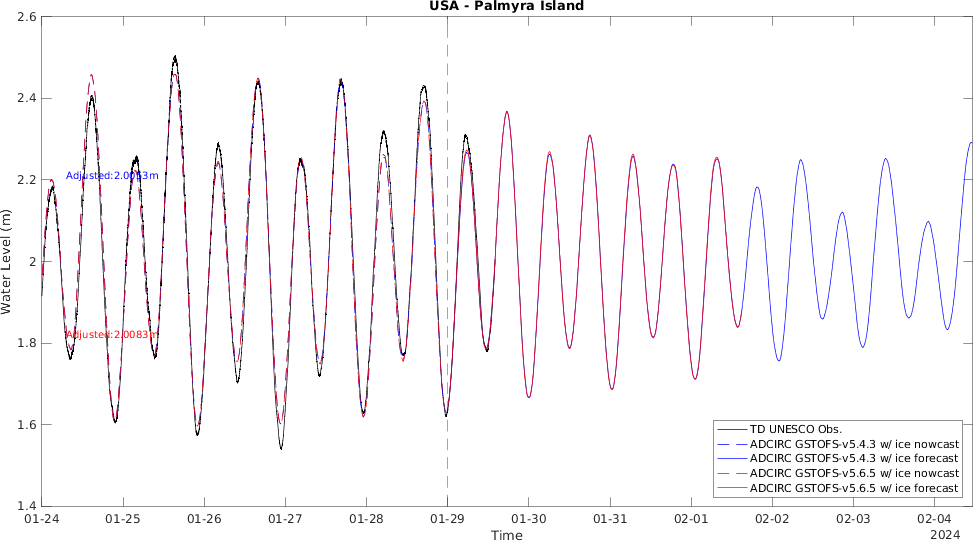 USA - Palmyra Island
2.6
2.4
2.2
2
1.8
1.6
1.4
Water Level (m)
Adjusted:2.0053m
Adjusted:2.0083m
TD UNESCO Obs.
ADCIRC GSTOFS-v5.4.3 w/ ice nowcast
ADCIRC GSTOFS-v5.4.3 w/ ice forecast
ADCIRC GSTOFS-v5.6.5 w/ ice nowcast
ADCIRC GSTOFS-v5.6.5 w/ ice forecast
01-24 01-25 01-26 01-27 01-28 01-29 01-30 01-31 02-01 02-02 02-03 02-04
Time 2024